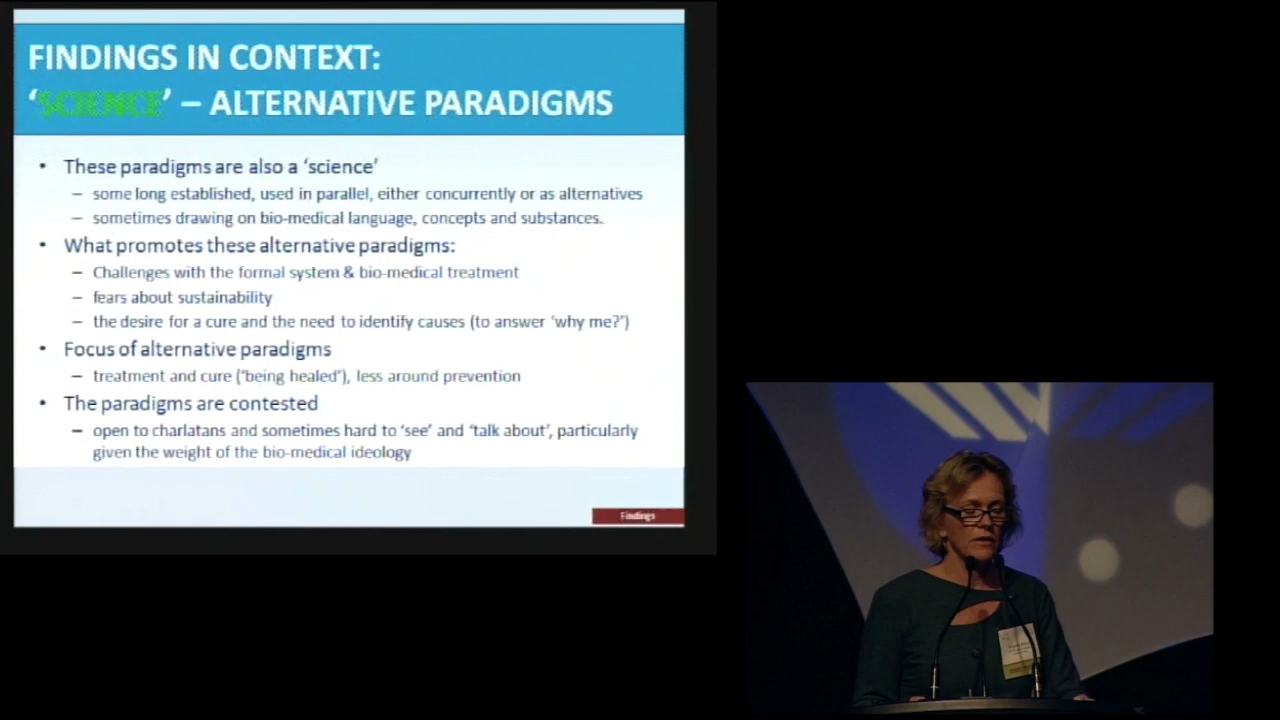 FINDINGS IN CONTEXT:
‘SCIENCE’ – ALTERNATIVE PARADIGMS
• These paradigms are also a ‘science’
– some long established, used in parallel, either concurrently or as alternatives
– sometimes drawing on bio-medical language, concepts and substances.
• What promotes these alternative paradigms:
– Challenges with the formal system & bio-medical treatment
– fears about sustainability
– the desire for a cure and the need to identify causes (to answer ‘why me?’)
• Focus of alternative paradigms
– treatment and cure (‘being healed’), less around prevention
• The paradigms are contested
– open to charlatans and sometimes hard to ‘see’ and ‘talk about’, particularly
given the weight of the bio-medical ideology
Findings